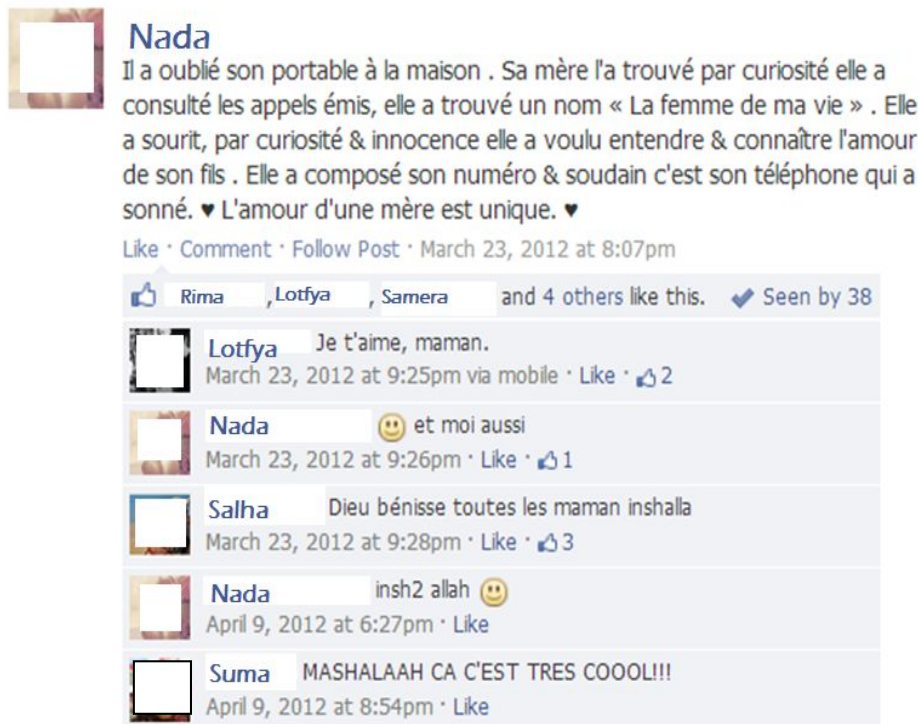 Nada
Il a oublié son portable à la maison . Sa mère l'a trouvé par curiosité elle a
consulté les appels émis, elle a trouvé un nom « La femme de ma vie » . Elle
a sourit, par curiosité & innocence elle a voulu entendre & connaître l'amour
de son fils . Elle a composé son numéro & soudain c'est son téléphone qui a
sonné. ♥ L'amour d'une mère est unique. ♥
Like · Comment · Follow Post · March 23, 2012 at 8:07pm
Rima , Lotfya , Samera and 4 others like this. Seen by 38
Lotfya Je t'aime, maman.
March 23, 2012 at 9:25pm via mobile · Like · 2
Nada et moi aussi
March 23, 2012 at 9:26pm · Like · 1
Salha Dieu bénisse toutes les maman inshalla
March 23, 2012 at 9:28pm · Like · 3
Nada insh2 allah
April 9, 2012 at 6:27pm · Like
Suma MASHALAAH CA C'EST TRES COOOL!!!
April 9, 2012 at 8:54pm · Like